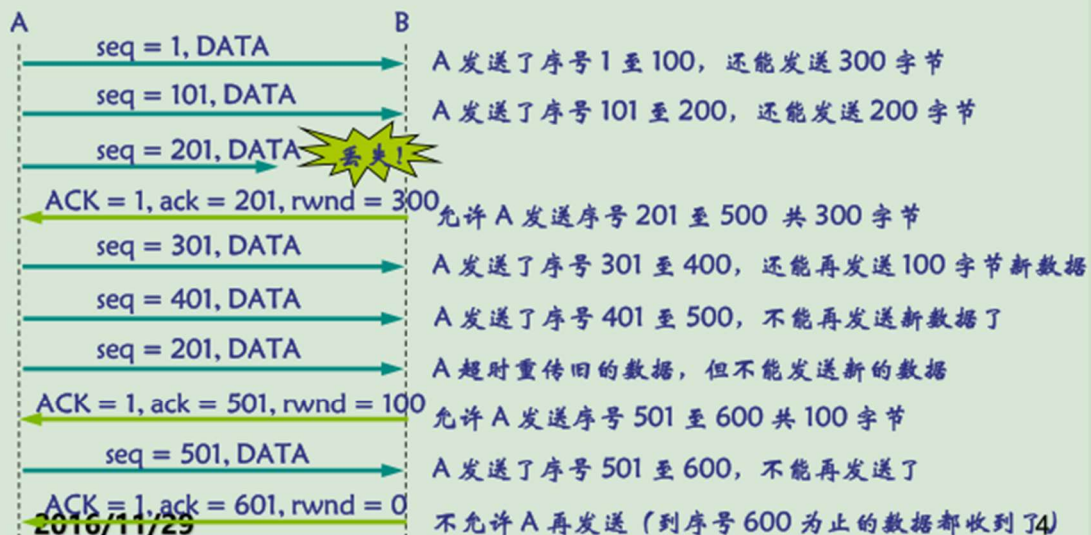 A B
seq = 1, DATA
A 发送了序号 1 至 100，还能发送 300 字节
seq = 101, DATA
A 发送了序号 101 至 200，还能发送 200 字节
seq = 201, DATA
丢失！
ACK = 1, ack = 201, rwnd = 300
允许 A 发送序号 201 至 500 共 300 字节
seq = 301, DATA
A 发送了序号 301 至 400，还能再发送 100 字节新数据
seq = 401, DATA
A 发送了序号 401 至 500，不能再发送新数据了
seq = 201, DATA
A 超时重传旧的数据，但不能发送新的数据
ACK = 1, ack = 501, rwnd = 100
允许 A 发送序号 501 至 600 共 100 字节
seq = 501, DATA
A 发送了序号 501 至 600，不能再发送了
ACK = 1, ack = 601, rwnd = 0
不允许 A 再发送（到序号 600 为止的数据都收到了）
2016/11/29
4